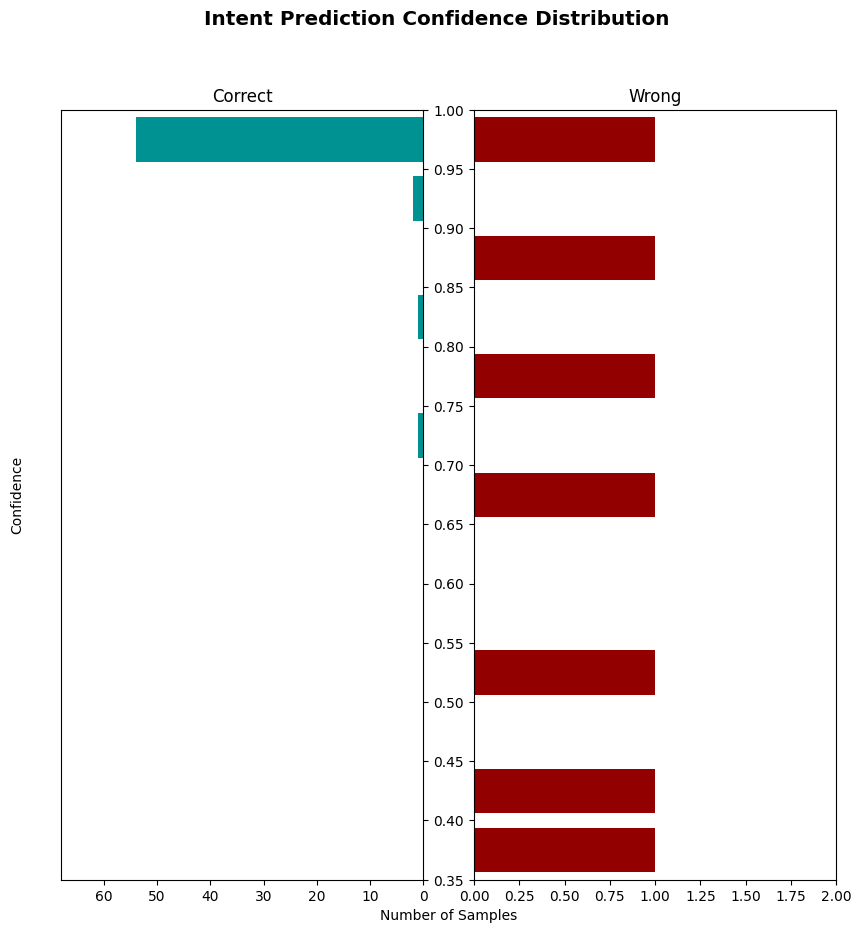 Intent Prediction Confidence Distribution
Correct
Wrong
1.00
0.95
0.90
0.85
0.80
0.75
0.70
0.65
0.60
0.55
0.50
0.45
0.40
0.35
Confidence
60 50 40 30 20 10 0
0.00 0.25 0.50 0.75 1.00 1.25 1.50 1.75 2.00
Number of Samples